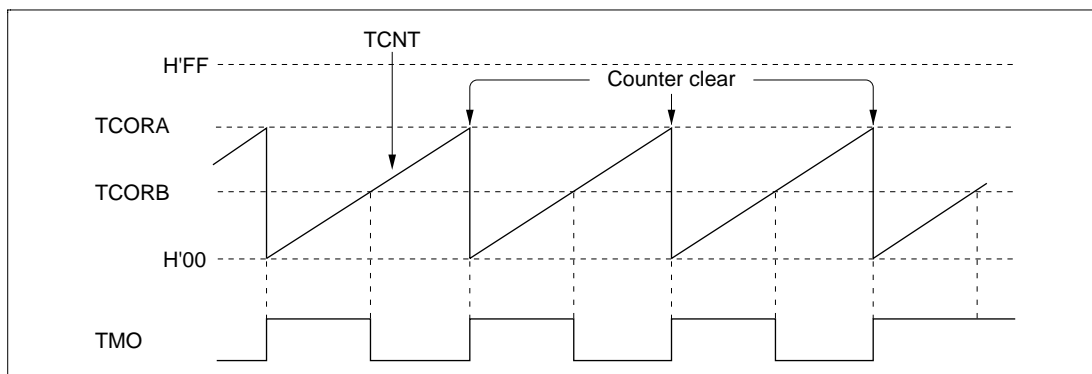 TCNT
H'FF
Counter clear
TCORA
TCORB
H'00
TMO